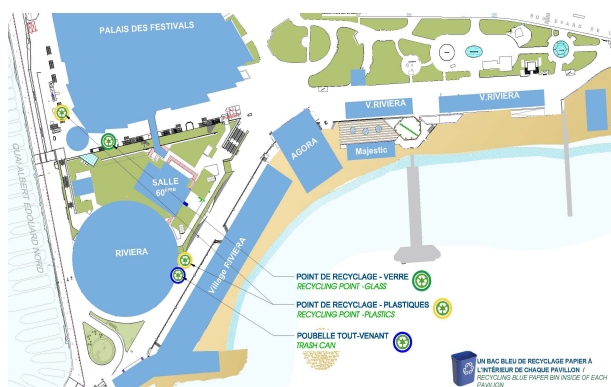 BOULEVARD DE L
PALAIS DES FESTIVALS
V.RIVIERA
V.RIVIERA
AGORA
Majestic
SALLE
60èME
QUAI ALBERT EDOUARD NORD
RIVIERA
Village RIVIERA
POINT DE RECYCLAGE - VERRE
RECYCLING POINT -GLASS
POINT DE RECYCLAGE - PLASTIQUES
RECYCLING POINT -PLASTICS
POUBELLE TOUT-VENANT
TRASH CAN
UN BAC BLEU DE RECYCLAGE PAPIER À
L'INTÉRIEUR DE CHAQUE PAVILLON /
RECYCLING BLUE PAPER BIN INSIDE OF EACH
PAVILION